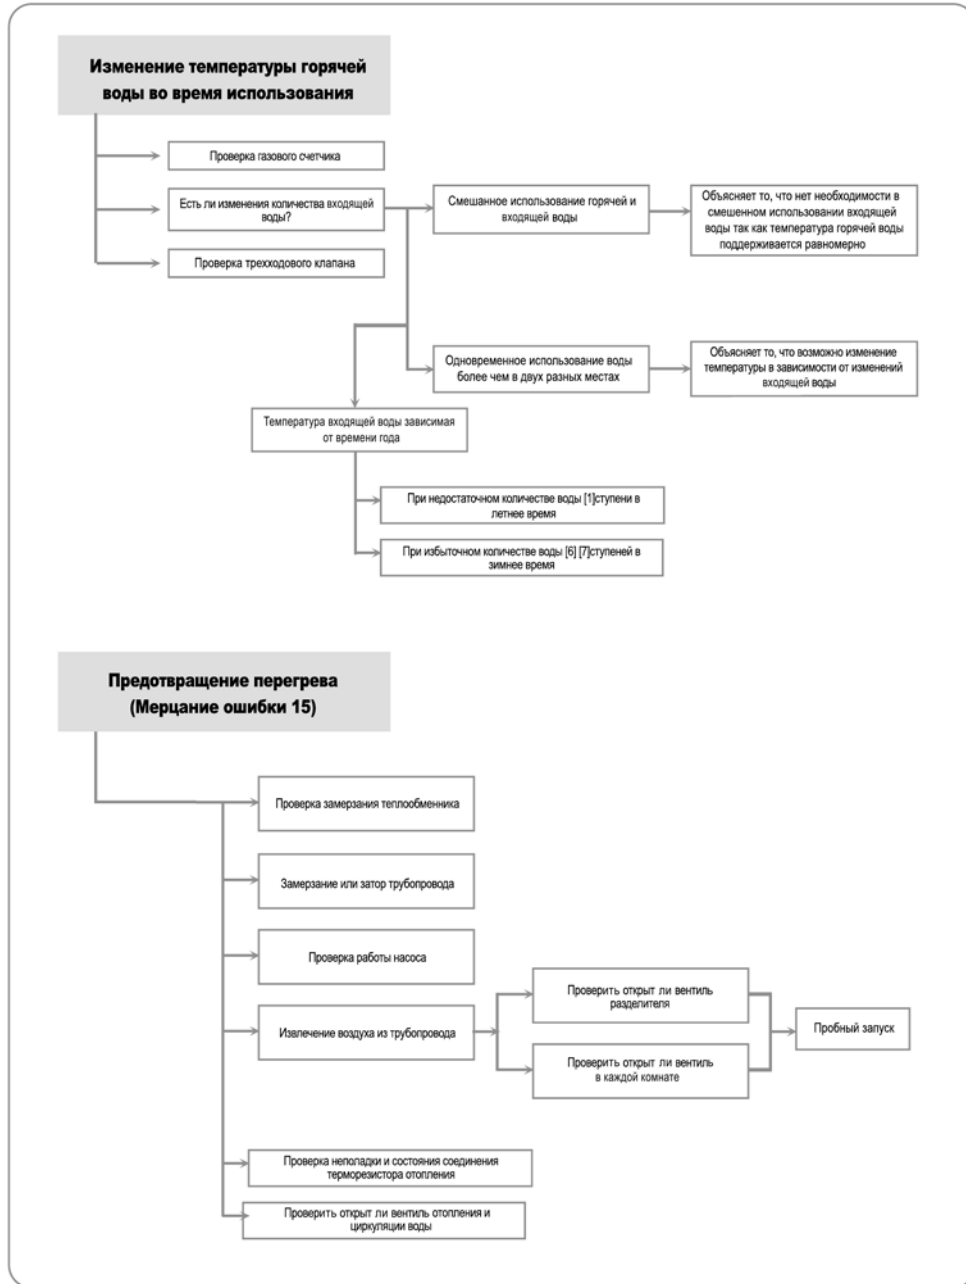 Изменение температуры горячей
воды во время использования
Проверка газового счетчика
Есть ли изменения количества входящей
воды?
Проверка трехходового клапана
Смешанное использование горячей и
входящей воды
Объясняет то, что нет необходимости в
смешенном использовании входящей
воды так как температура горячей воды
поддерживается равномерно
Одновременное использование воды
более чем в двух разных местах
Объясняет то, что возможно изменение
температуры в зависимости от изменений
входящей воды
Температура входящей воды зависимая
от времени года
При недостаточном количестве воды [1]ступени в
летнее время
При избыточном количестве воды [6] [7]ступеней в
зимнее время
Предотвращение перегрева
(Мерцание ошибки 15)
Проверка замерзания теплообменника
Замерзание или затор трубопровода
Проверка работы насоса
Извлечение воздуха из трубопровода
Проверить открыт ли вентиль
разделителя
Проверить открыт ли вентиль
в каждой комнате
Пробный запуск
Проверка неполадки и состояния соединения
терморезистора отопления
Проверить открыт ли вентиль отопления и
циркуляции воды